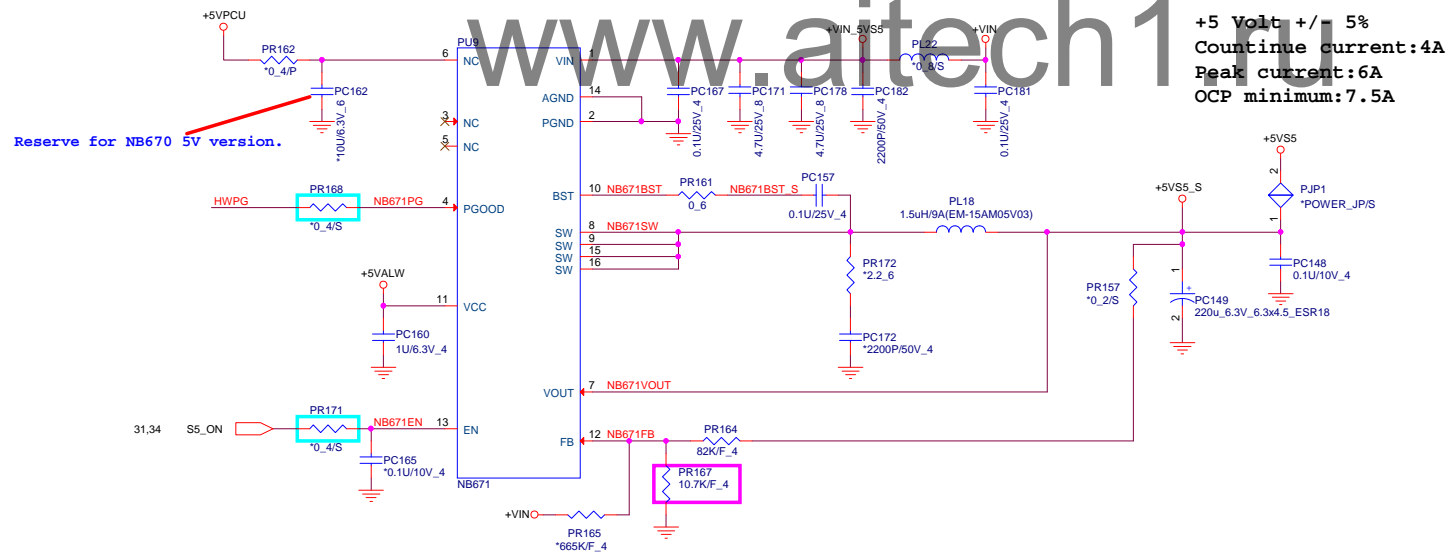 www.aitech1.ru
+5 Volt +/- 5%
Countinue current:4A
Peak current:6A
OCP minimum:7.5A
+5VPCU
PR162
*0_4/P
PC162
*10U/6.3V_6
Reserve for NB670 5V version.
PU9
6
NC
3
NC
5
NC
HWPG
PR168
*0_4/S
NB671PG
4
PGOOD
+5VALW
11
VCC
PC160
1U/6.3V_4
31,34
S5_ON
PR171
*0_4/S
NB671EN
13
EN
PC165
*0.1U/10V_4
NB671
VIN
1
AGND
14
PGND
2
BST
10
NB671BST
SW
8
NB671SW
SW
9
SW
15
SW
16
VOUT
7
NB671VOUT
FB
12
NB671FB
PC167
0.1U/25V_4
PC171
4.7U/25V_8
PC178
4.7U/25V_8
+VIN_5VS5
PC182
2200P/50V_4
PL22
*0_8/S
+VIN
PC181
0.1U/25V_4
PR161
0_6
NB671BST_S
PC157
0.1U/25V_4
PL18
1.5uH/9A(EM-15AM05V03)
PR172
*2.2_6
PC172
*2200P/50V_4
PR157
*0_2/S
+5VS5_S
1
+
2
PC149
220u_6.3V_6.3x4.5_ESR18
+5VS5
2
PJP1
*POWER_JP/S
1
PC148
0.1U/10V_4
PR164
82K/F_4
PR167
10.7K/F_4
+VIN
PR165
*665K/F_4